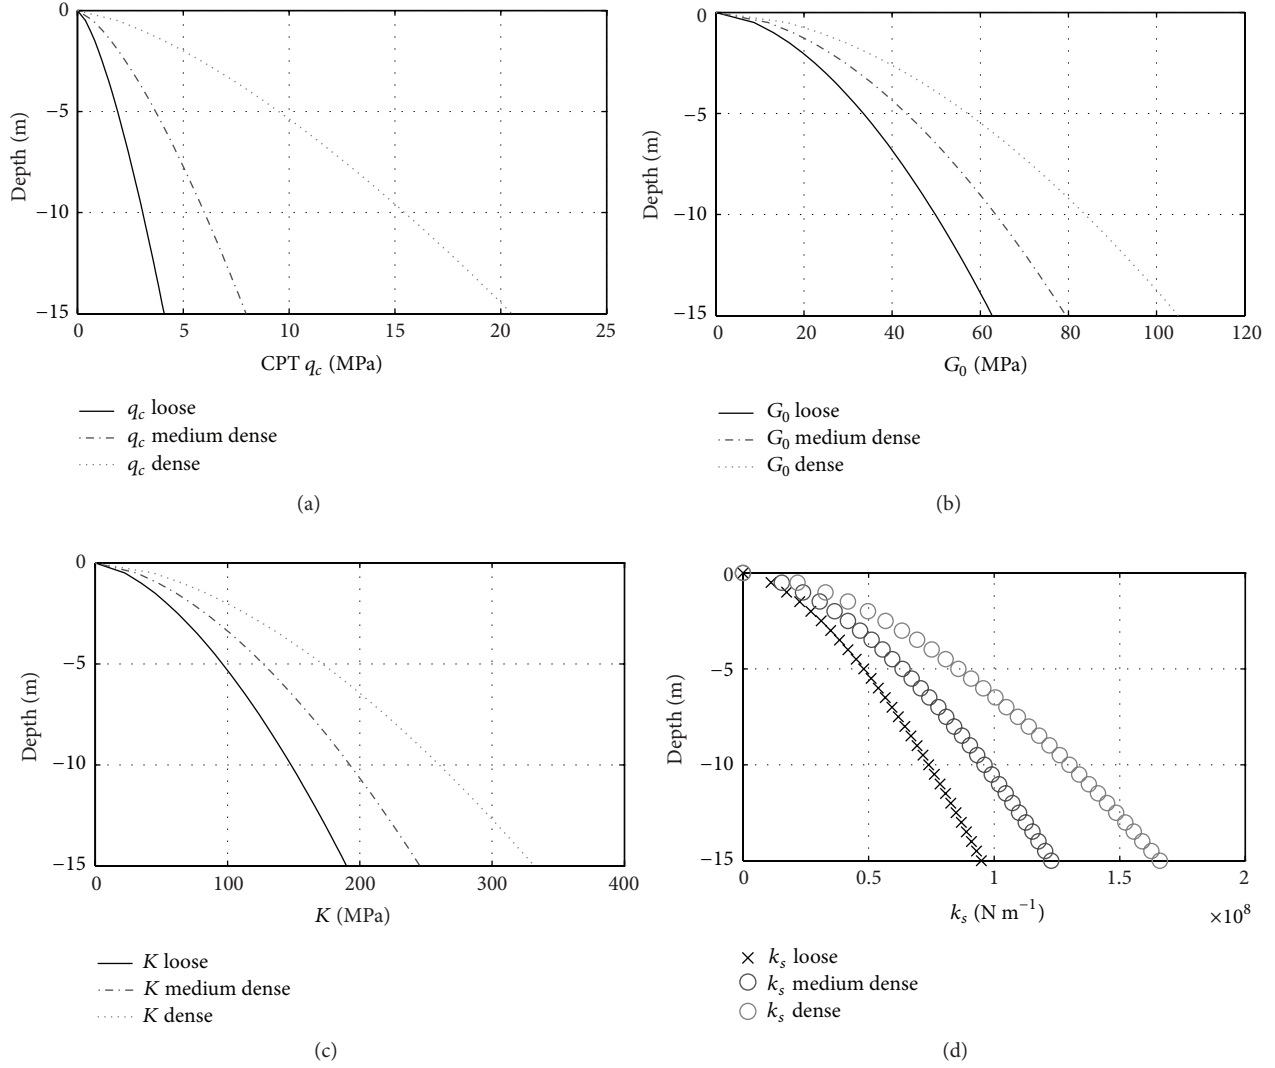 0
−5
−10
−15
Depth (m)
0 5 10 15 20 25
CPT q_c (MPa)
q_c loose
q_c medium dense
q_c dense
(a)
0
−5
−10
−15
Depth (m)
0 20 40 60 80 100 120
G_0 (MPa)
G_0 loose
G_0 medium dense
G_0 dense
(b)
0
−5
−10
−15
Depth (m)
0 100 200 300 400
K (MPa)
K loose
K medium dense
K dense
(c)
0
−5
−10
−15
Depth (m)
0 0.5 1 1.5 2
k_s (N m⁻¹) ×10⁸
k_s loose
k_s medium dense
k_s dense
(d)